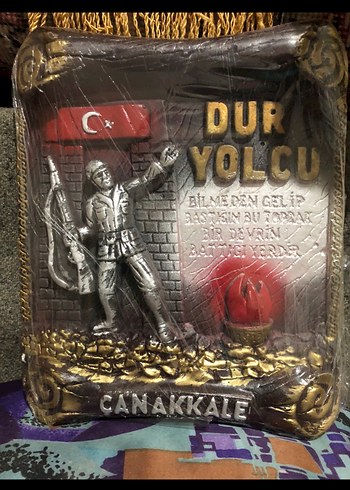 DUR
YOLCU
BİLMEDEN GELİP
BASTIĞIN BU TOPRAK
BİR DEVRİN
BATTIĞI YERDİR
ÇANAKKALE